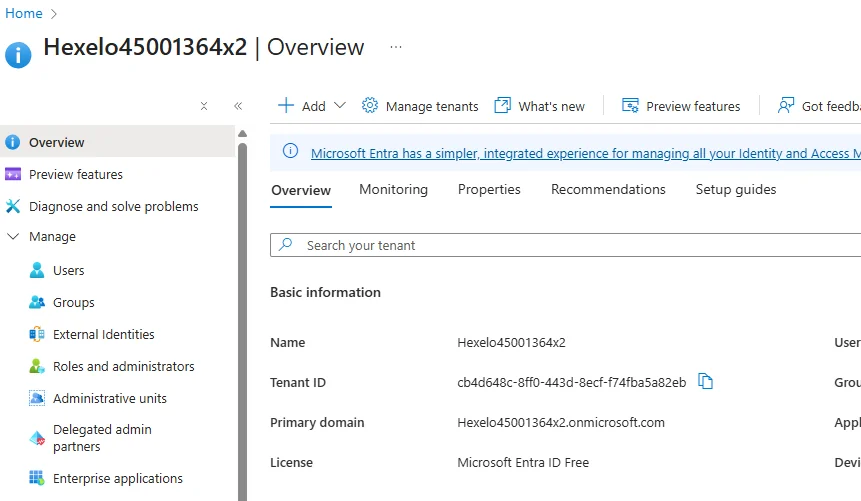 Home
Hexelo45001364x2 | Overview ...
Add
Manage tenants
What's new
Preview features
Got feedb
Overview
Preview features
Diagnose and solve problems
Manage
Users
Groups
External Identities
Roles and administrators
Administrative units
Delegated admin
partners
Enterprise applications
Microsoft Entra has a simpler, integrated experience for managing all your Identity and Access M
Overview
Monitoring
Properties
Recommendations
Setup guides
Search your tenant
Basic information
Name Hexelo45001364x2 User
Tenant ID cb4d648c-8ff0-443d-8ecf-f74fba5a82eb Grou
Primary domain Hexelo45001364x2.onmicrosoft.com Appl
License Microsoft Entra ID Free Devi